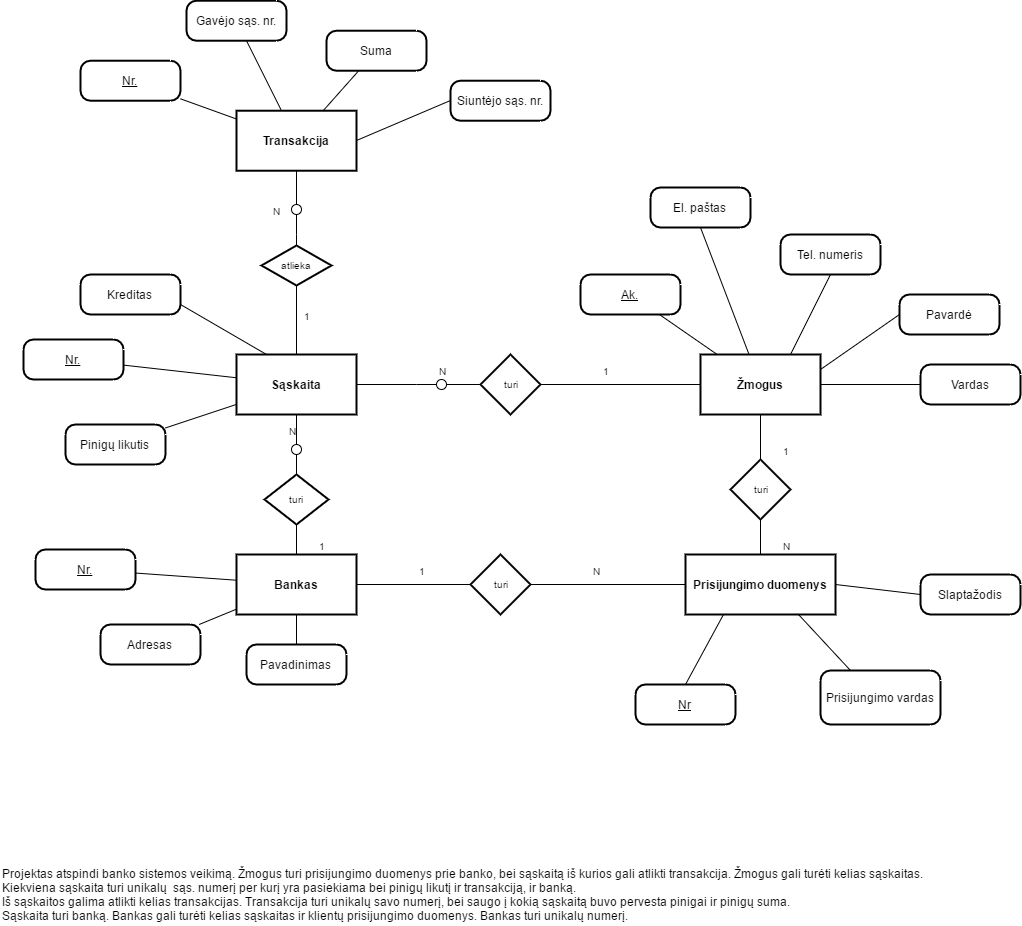 Gavėjo sąs. nr.
Suma
Nr.
Siuntėjo sąs. nr.
Transakcija
N
atlieka
1
El. paštas
Tel. numeris
Ak.
Pavardė
Kreditas
Nr.
Sąskaita
N
turi
1
Žmogus
Vardas
Pinigų likutis
N
turi
1
1
turi
N
Nr.
Bankas
1
turi
N
Prisijungimo duomenys
Slaptažodis
Adresas
Pavadinimas
Nr
Prisijungimo vardas
Projektas atspindi banko sistemos veikimą. Žmogus turi prisijungimo duomenys prie banko, bei sąskaitą iš kurios gali atlikti transakcija. Žmogus gali turėti kelias sąskaitas.
Kiekviena sąskaita turi unikalų  sąs. numerį per kurį yra pasiekiama bei pinigų likutį ir transakciją, ir banką.
Iš sąskaitos galima atlikti kelias transakcijas. Transakcija turi unikalų savo numerį, bei saugo į kokią sąskaitą buvo pervesta pinigai ir pinigų suma.
Sąskaita turi banką. Bankas gali turėti kelias sąskaitas ir klientų prisijungimo duomenys. Bankas turi unikalų numerį.